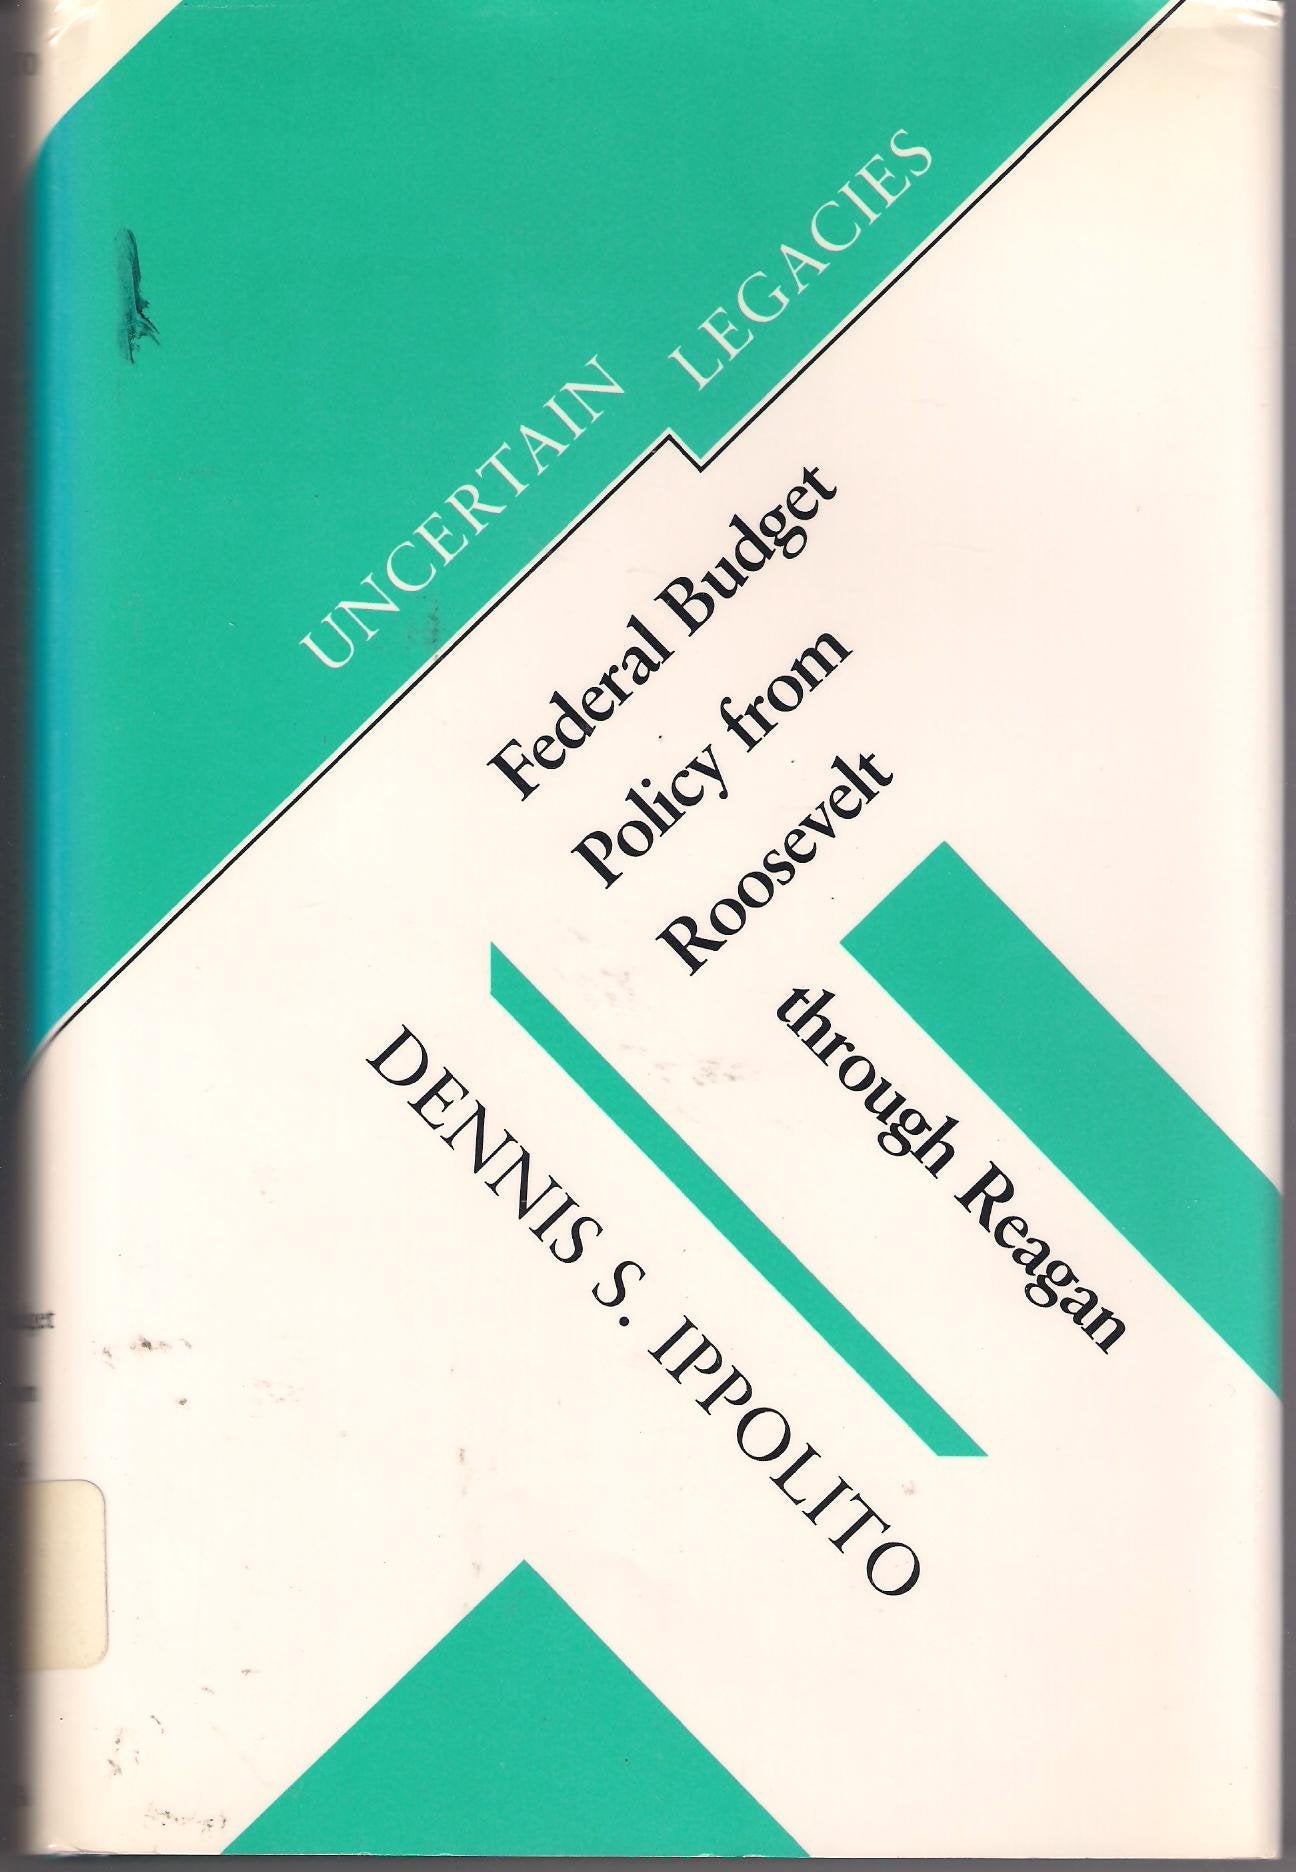 UNCERTAIN LEGACIES
Federal Budget
Policy from
Roosevelt
through Reagan
DENNIS S. IPPOLITO